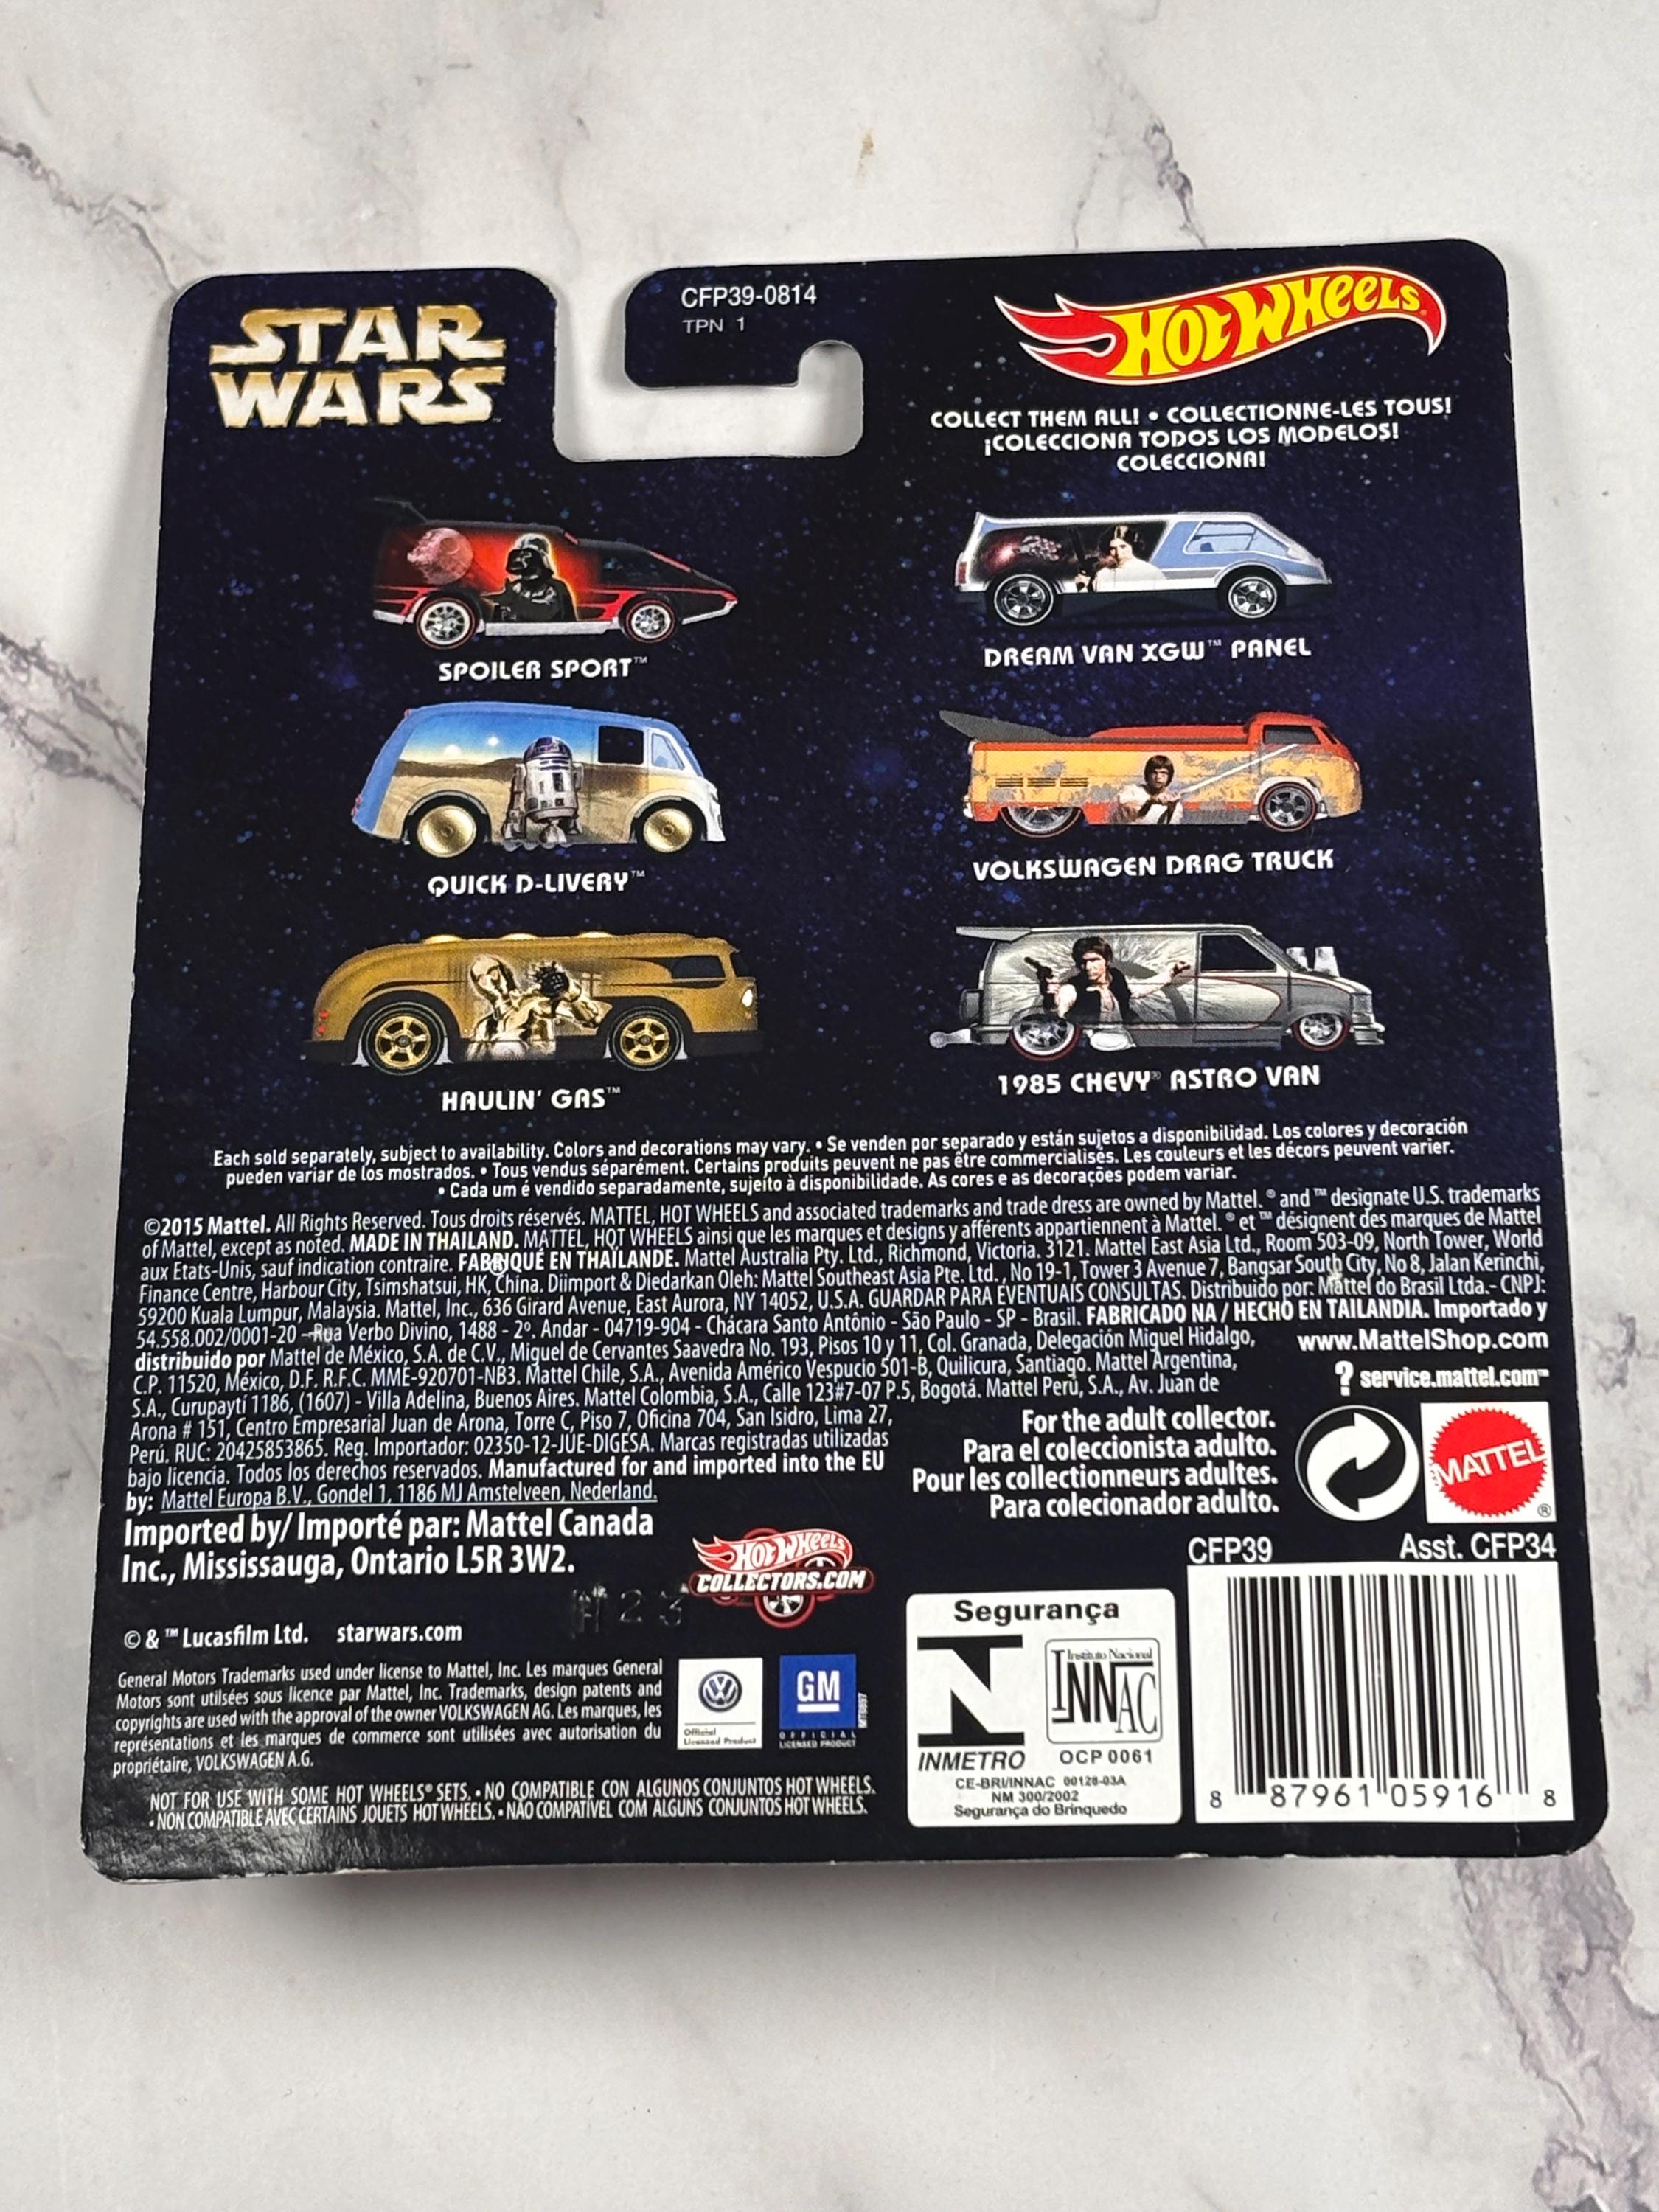 STAR
WARS
CFP39-0814
TPN 1
HOT WHEELS
COLLECT THEM ALL! • COLLECTIONNE-LES TOUS!
¡COLECCIONA TODOS LOS MODELOS!
COLECCIONA!
SPOILER SPORT™
DREAM VAN XGW™ PANEL
QUICK D-LIVERY™
VOLKSWAGEN DRAG TRUCK
HAULIN' GAS™
1985 CHEVY® ASTRO VAN
Each sold separately, subject to availability. Colors and decorations may vary. • Se venden por separado y están sujetos a disponibilidad. Los colores y decoración
pueden variar de los mostrados. • Tous vendus séparément. Certains produits peuvent ne pas être commercialisés. Les couleurs et les décors peuvent varier.
• Cada um é vendido separadamente, sujeito à disponibilidade. As cores e as decorações podem variar.
©2015 Mattel. All Rights Reserved. Tous droits réservés. MATTEL, HOT WHEELS and associated trademarks and trade dress are owned by Mattel. ® and ™ designate U.S. trademarks
of Mattel, except as noted. MADE IN THAILAND. MATTEL, HOT WHEELS ainsi que les marques et designs y afférents appartiennent à Mattel. ® et ™ désignent des marques de Mattel
aux Etats-Unis, sauf indication contraire. FABRIQUÉ EN THAÏLANDE. Mattel Australia Pty. Ltd., Richmond, Victoria. 3121. Mattel East Asia Ltd., Room 503-09, North Tower, World
Finance Centre, Harbour City, Tsimshatsui, HK, China. Diimport & Diedarkan Oleh: Mattel Southeast Asia Pte. Ltd., No 19-1, Tower 3 Avenue 7, Bangsar South City, No 8, Jalan Kerinchi,
59200 Kuala Lumpur, Malaysia. Mattel, Inc., 636 Girard Avenue, East Aurora, NY 14052, U.S.A. GUARDAR PARA EVENTUAIS CONSULTAS. Distribuido por: Mattel do Brasil Ltda.- CNPJ:
54.558.002/0001-20 - Rua Verbo Divino, 1488 - 2º. Andar - 04719-904 - Chácara Santo Antônio - São Paulo - SP - Brasil. FABRICADO NA / HECHO EN TAILANDIA. Importado y
distribuido por Mattel de México, S.A. de C.V., Miguel de Cervantes Saavedra No. 193, Pisos 10 y 11, Col. Granada, Delegación Miguel Hidalgo,
C.P. 11520, México, D.F. R.F.C. MME-920701-NB3. Mattel Chile, S.A., Avenida Américo Vespucio 501-B, Quilicura, Santiago. Mattel Argentina,
S.A., Curupaytí 1186, (1607) - Villa Adelina, Buenos Aires. Mattel Colombia, S.A., Calle 123#7-07 P.5, Bogotá. Mattel Perú, S.A., Av. Juan de
Arona # 151, Centro Empresarial Juan de Arona, Torre C, Piso 7, Oficina 704, San Isidro, Lima 27,
Perú. RUC: 20425853865. Reg. Importador: 02350-12-JUE-DIGESA. Marcas registradas utilizadas
bajo licencia. Todos los derechos reservados. Manufactured for and imported into the EU
by: Mattel Europa B.V., Gondel 1, 1186 MJ Amstelveen, Nederland.
www.MattelShop.com
? service.mattel.com™
For the adult collector.
Para el coleccionista adulto.
Pour les collectionneurs adultes.
Para colecionador adulto.
MATTEL
®
Imported by/ Importé par: Mattel Canada
Inc., Mississauga, Ontario L5R 3W2.
HOT WHEELS
COLLECTORS.COM
23
CFP39
Asst. CFP34
© & ™ Lucasfilm Ltd. starwars.com
General Motors Trademarks used under license to Mattel, Inc. Les marques General
Motors sont utilsées sous licence par Mattel, Inc. Trademarks, design patents and
copyrights are used with the approval of the owner VOLKSWAGEN AG. Les marques, les
représentations et les marques de commerce sont utilisées avec autorisation du
propriétaire, VOLKSWAGEN A.G.
Official
Licensed Product
GM
OFFICIAL
LICENSED PRODUCT
Segurança
INMETRO
Instituto Nacional
INNAC
OCP 0061
CE-BRI/INNAC 00128-03A
NM 300/2002
Segurança do Brinquedo
8 87961 05916 8
NOT FOR USE WITH SOME HOT WHEELS® SETS. • NO COMPATIBLE CON ALGUNOS CONJUNTOS HOT WHEELS.
• NON COMPATIBLE AVEC CERTAINS JOUETS HOT WHEELS. • NÃO COMPATÍVEL COM ALGUNS CONJUNTOS HOT WHEELS.